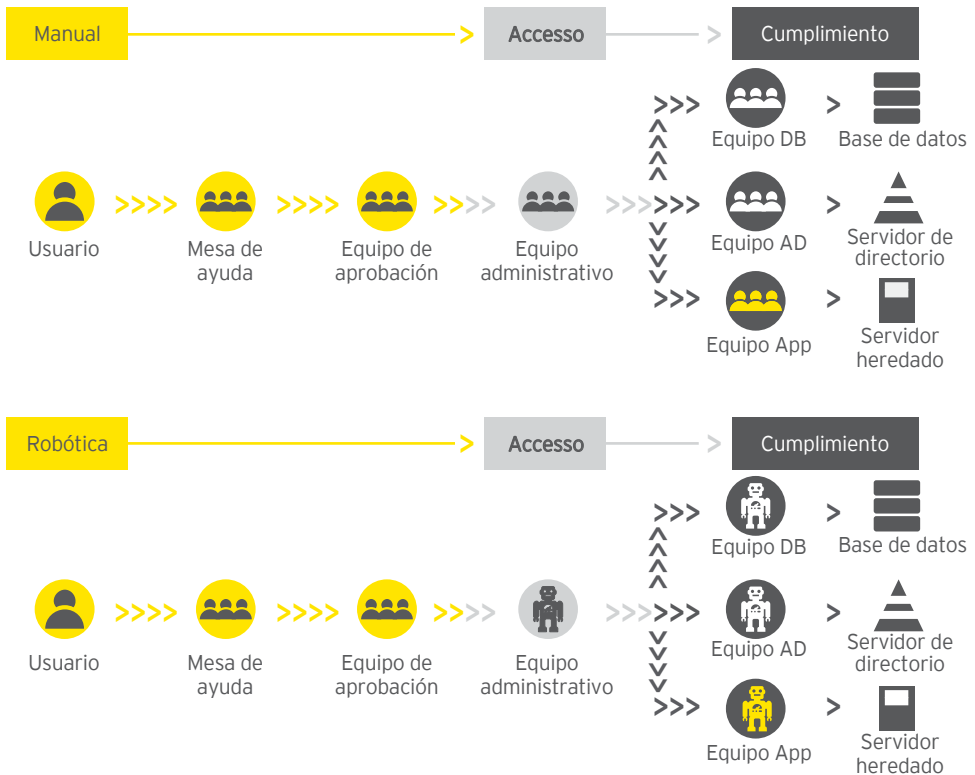 Manual
Accesso
Cumplimiento
Equipo DB
Base de datos
Usuario
Mesa de
ayuda
Equipo de
aprobación
Equipo
administrativo
Equipo AD
Servidor de
directorio
Equipo App
Servidor
heredado
Robótica
Accesso
Cumplimiento
Equipo DB
Base de datos
Usuario
Mesa de
ayuda
Equipo de
aprobación
Equipo
administrativo
Equipo AD
Servidor de
directorio
Equipo App
Servidor
heredado